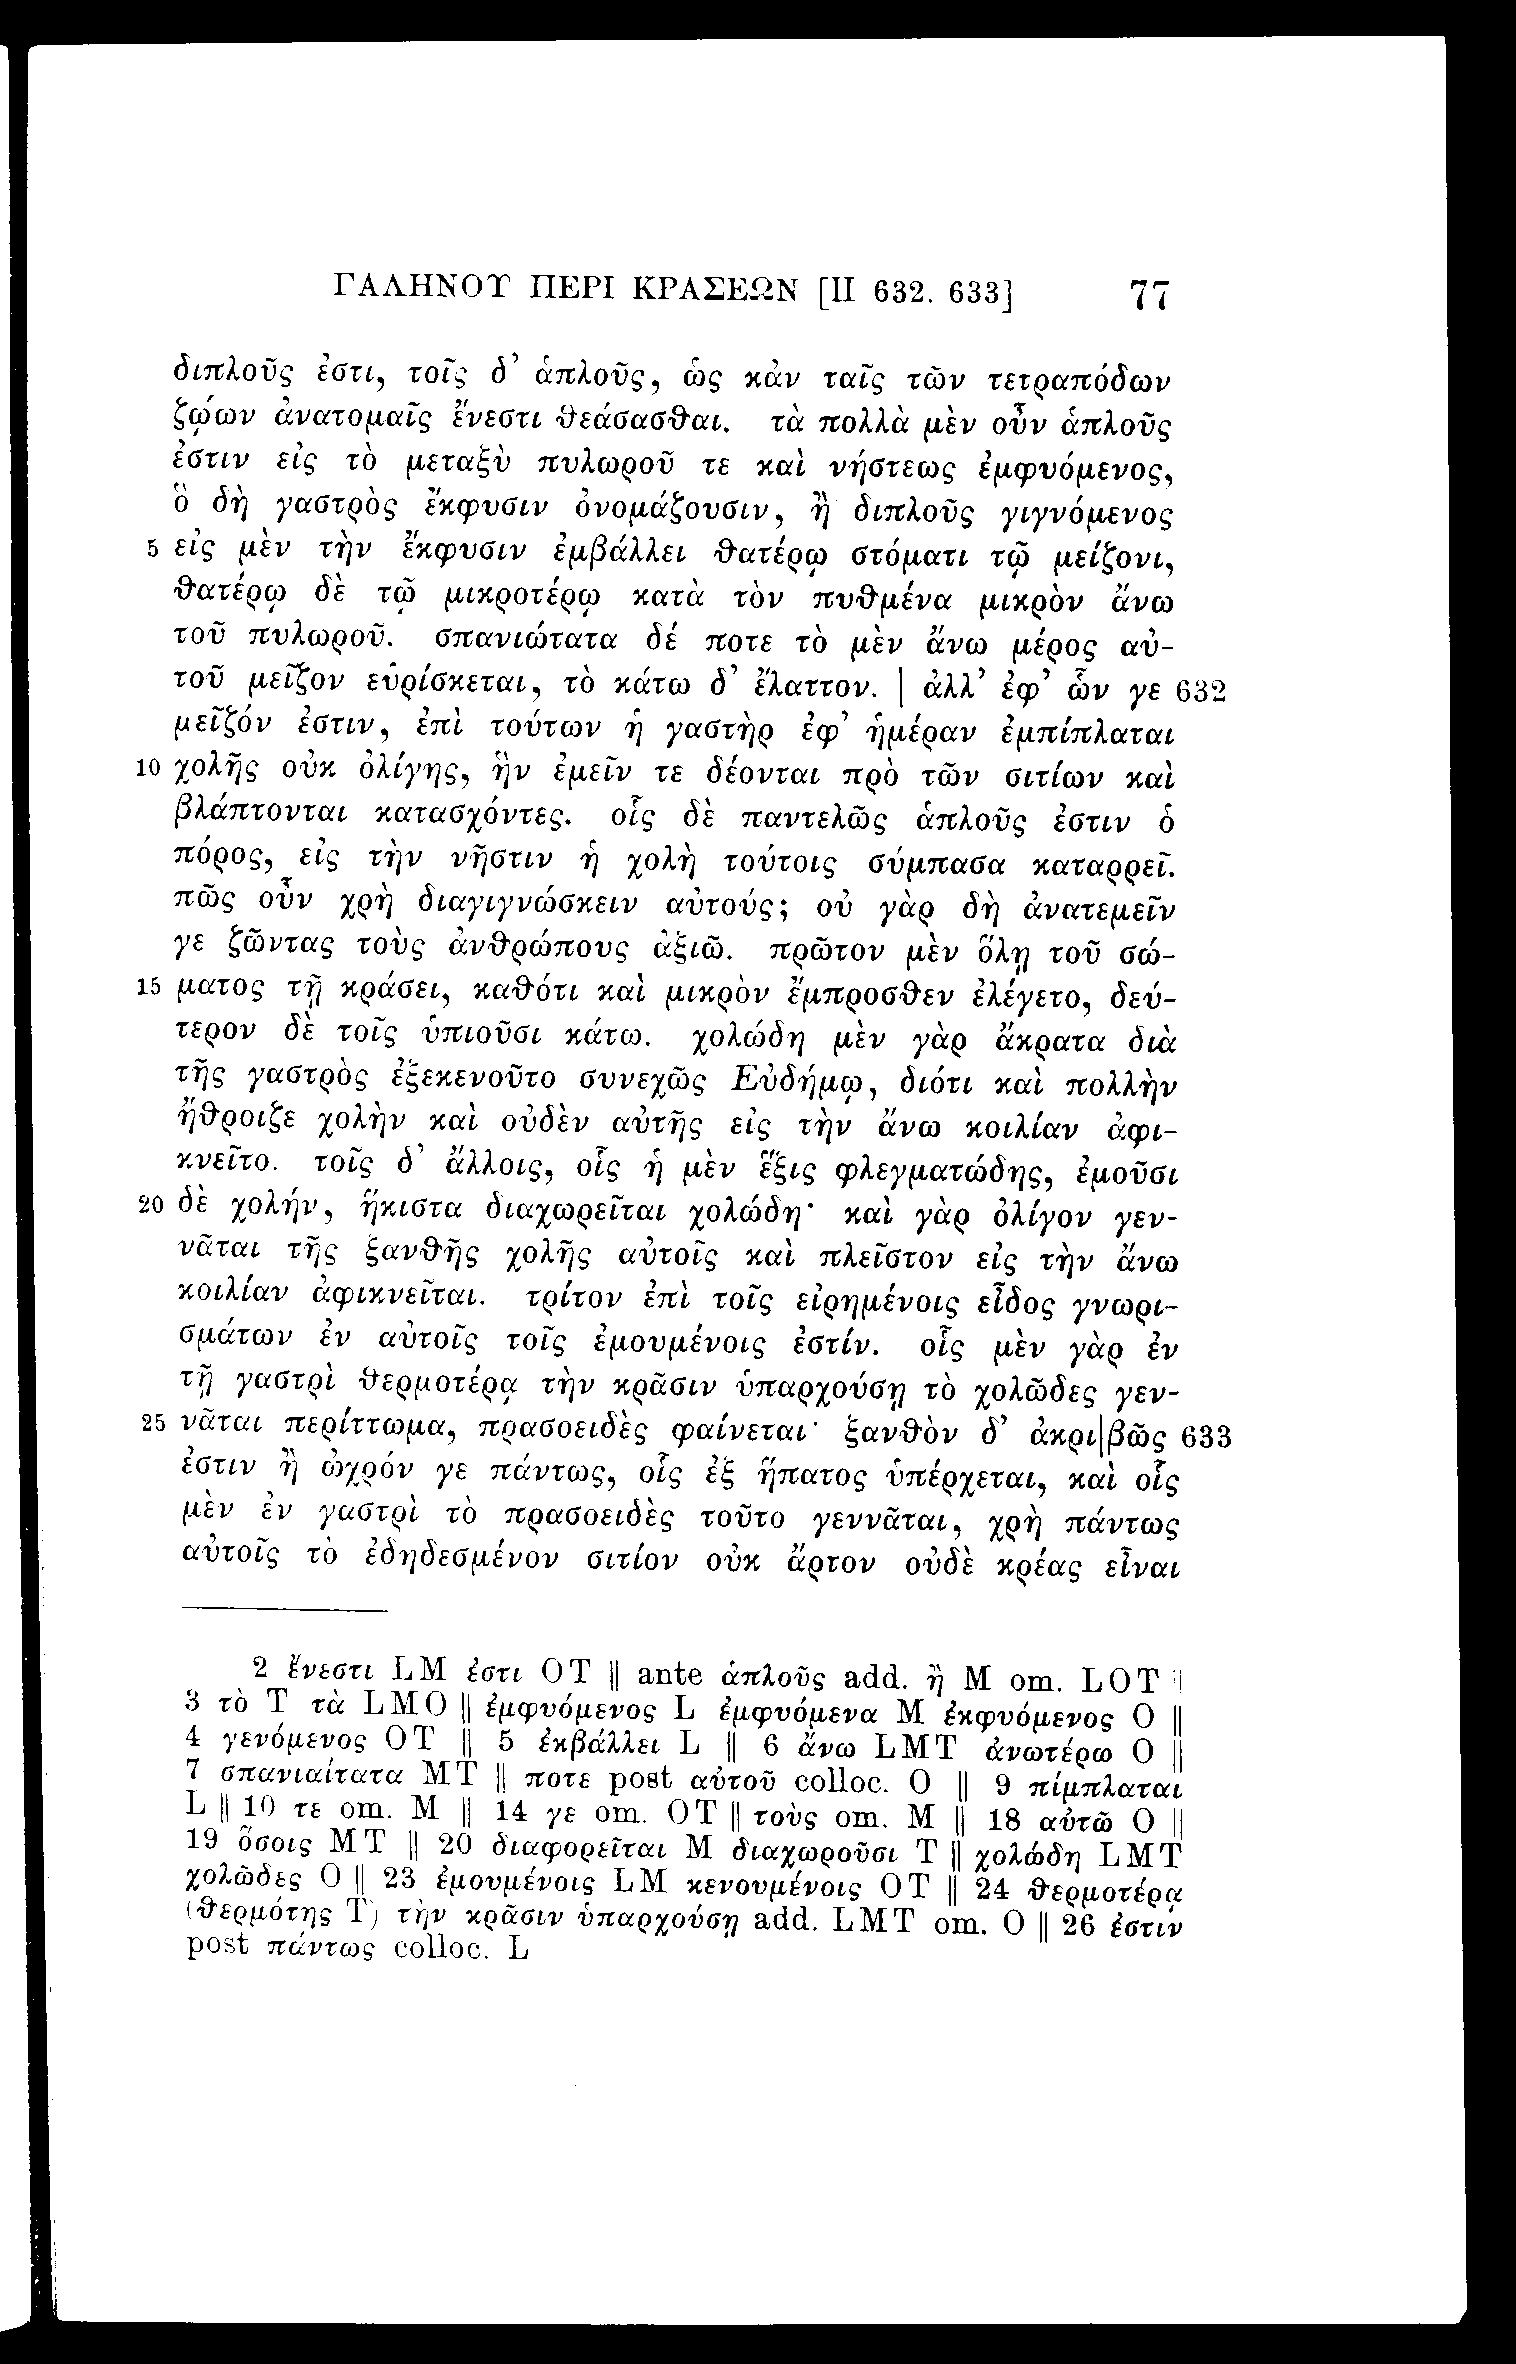 ΓΑΛΗΝΟΥ ΠΕΡΙ ΚΡΑΣΕΩΝ [II 632. 633] 77
διπλοῦς ἐστι, τοῖς δ’ ἁπλοῦς, ὡς κἀν ταῖς τῶν τετραπόδων
ζῴων ἀνατομαῖς ἔνεστι θεάσασθαι. τὰ πολλὰ μὲν οὖν ἁπλοῦς
ἐστιν εἰς τὸ μεταξὺ πυλωροῦ τε καὶ νήστεως ἐμφυόμενος,
ὃ δὴ γαστρὸς ἔκφυσιν ὀνομάζουσιν, ἢ διπλοῦς γιγνόμενος
5 εἰς μὲν τὴν ἔκφυσιν ἐμβάλλει θατέρῳ στόματι τῷ μείζονι,
θατέρῳ δὲ τῷ μικροτέρῳ κατὰ τὸν πυθμένα μικρὸν ἄνω
τοῦ πυλωροῦ. σπανιώτατα δέ ποτε τὸ μὲν ἄνω μέρος αὐ-
τοῦ μεῖζον εὑρίσκεται, τὸ κάτω δ’ ἔλαττον. | ἀλλ’ ἐφ’ ὧν γε 632
μεῖζόν ἐστιν, ἐπὶ τούτων ἡ γαστὴρ ἐφ’ ἡμέραν ἐμπίπλαται
10 χολῆς οὐκ ὀλίγης, ἣν ἐμεῖν τε δέονται πρὸ τῶν σιτίων καὶ
βλάπτονται κατασχόντες. οἷς δὲ παντελῶς ἁπλοῦς ἐστιν ὁ
πόρος, εἰς τὴν νῆστιν ἡ χολὴ τούτοις σύμπασα καταρρεῖ.
πῶς οὖν χρὴ διαγιγνώσκειν αὐτούς; οὐ γὰρ δὴ ἀνατεμεῖν
γε ζῶντας τοὺς ἀνθρώπους ἀξιῶ. πρῶτον μὲν ὅλῃ τοῦ σώ-
15 ματος τῇ κράσει, καθότι καὶ μικρὸν ἔμπροσθεν ἐλέγετο, δεύ-
τερον δὲ τοῖς ὑπιοῦσι κάτω. χολώδη μὲν γὰρ ἄκρατα διὰ
τῆς γαστρὸς ἐξεκενοῦτο συνεχῶς Εὐδήμῳ, διότι καὶ πολλὴν
ἤθροιζε χολὴν καὶ οὐδὲν αὐτῆς εἰς τὴν ἄνω κοιλίαν ἀφι-
κνεῖτο. τοῖς δ’ ἄλλοις, οἷς ἡ μὲν ἕξις φλεγματώδης, ἐμοῦσι
20 δὲ χολήν, ἥκιστα διαχωρεῖται χολώδη· καὶ γὰρ ὀλίγον γεν-
νᾶται τῆς ξανθῆς χολῆς αὐτοῖς καὶ πλεῖστον εἰς τὴν ἄνω
κοιλίαν ἀφικνεῖται. τρίτον ἐπὶ τοῖς εἰρημένοις εἶδος γνωρι-
σμάτων ἐν αὐτοῖς τοῖς ἐμουμένοις ἐστίν. οἷς μὲν γὰρ ἐν
τῇ γαστρὶ θερμοτέρᾳ τὴν κρᾶσιν ὑπαρχούσῃ τὸ χολῶδες γεν-
25 νᾶται περίττωμα, πρασοειδὲς φαίνεται· ξανθὸν δ’ ἀκρι|βῶς 633
ἐστιν ἢ ὠχρόν γε πάντως, οἷς ἐξ ἥπατος ὑπέρχεται, καὶ οἷς
μὲν ἐν γαστρὶ τὸ πρασοειδὲς τοῦτο γεννᾶται, χρὴ πάντως
αὐτοῖς τὸ ἐδηδεσμένον σιτίον οὐκ ἄρτον οὐδὲ κρέας εἶναι
2 ἔνεστι LM ἐστι OT || ante ἁπλοῦς add. ἢ M om. LOT ||
3 τὸ T τὰ LMO || ἐμφυόμενος L ἐμφυόμενα M ἐκφυόμενος O ||
4 γενόμενος OT || 5 ἐκβάλλει L || 6 ἄνω LMT ἀνωτέρω O ||
7 σπανιαίτατα MT || ποτε post αὐτοῦ colloc. O || 9 πίμπλαται
L || 10 τε om. M || 14 γε om. OT || τοὺς om. M || 18 αὐτῶ O ||
19 ὅσοις MT || 20 διαφορεῖται M διαχωροῦσι T || χολώδη LMT
χολῶδες O || 23 ἐμουμένοις LM κενουμένοις OT || 24 θερμοτέρᾳ
(θερμότης T) τὴν κρᾶσιν ὑπαρχούσῃ add. LMT om. O || 26 ἐστιν
post πάντως colloc. L